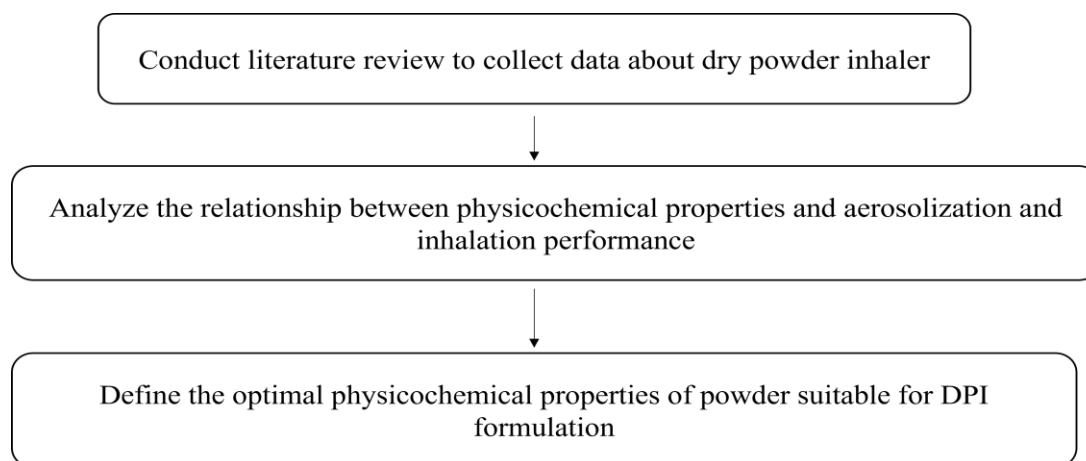 Conduct literature review to collect data about dry powder inhaler
Analyze the relationship between physicochemical properties and aerosolization and
inhalation performance
Define the optimal physicochemical properties of powder suitable for DPI
formulation